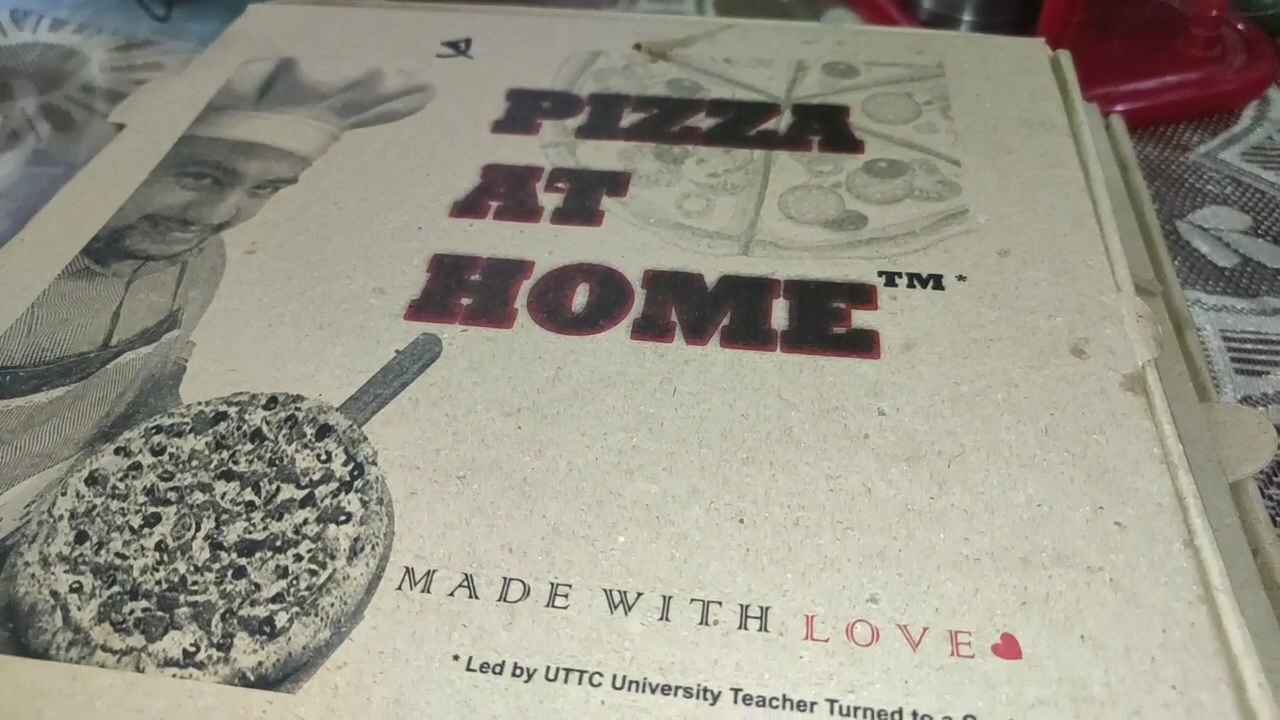 PIZZA
AT
HOME™*
MADE WITH LOVE
* Led by UTTC University Teacher Turned to a